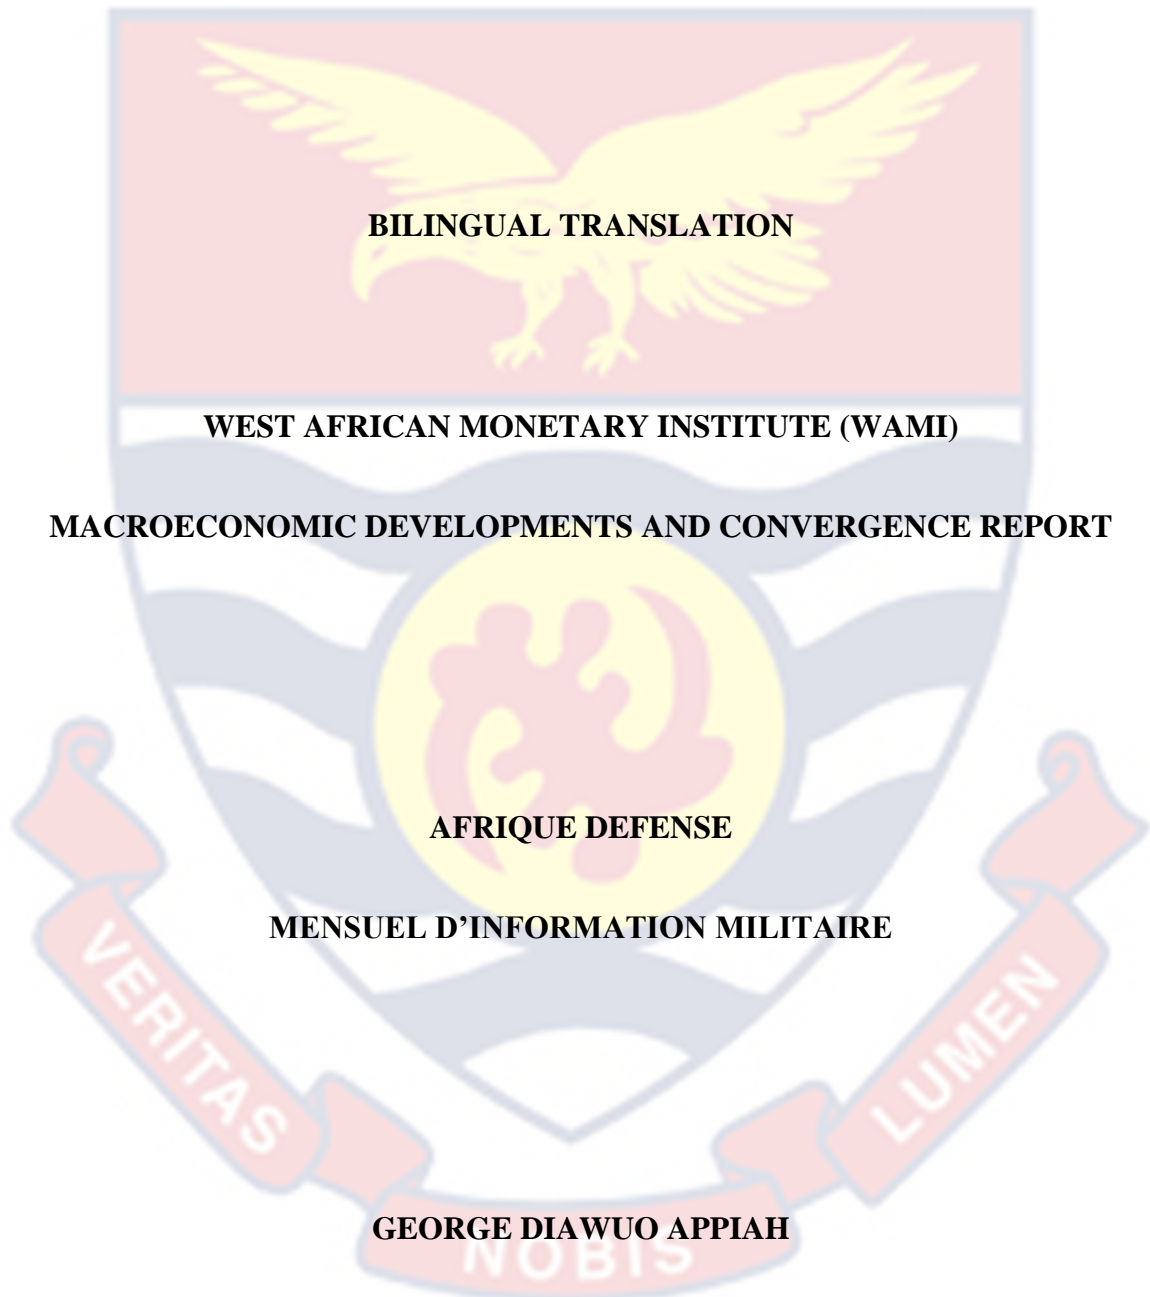 BILINGUAL TRANSLATION
WEST AFRICAN MONETARY INSTITUTE (WAMI)
MACROECONOMIC DEVELOPMENTS AND CONVERGENCE REPORT
AFRIQUE DEFENSE
MENSUEL D’INFORMATION MILITAIRE
VERITAS
LUMEN
GEORGE DIAWUO APPIAH
NOBIS